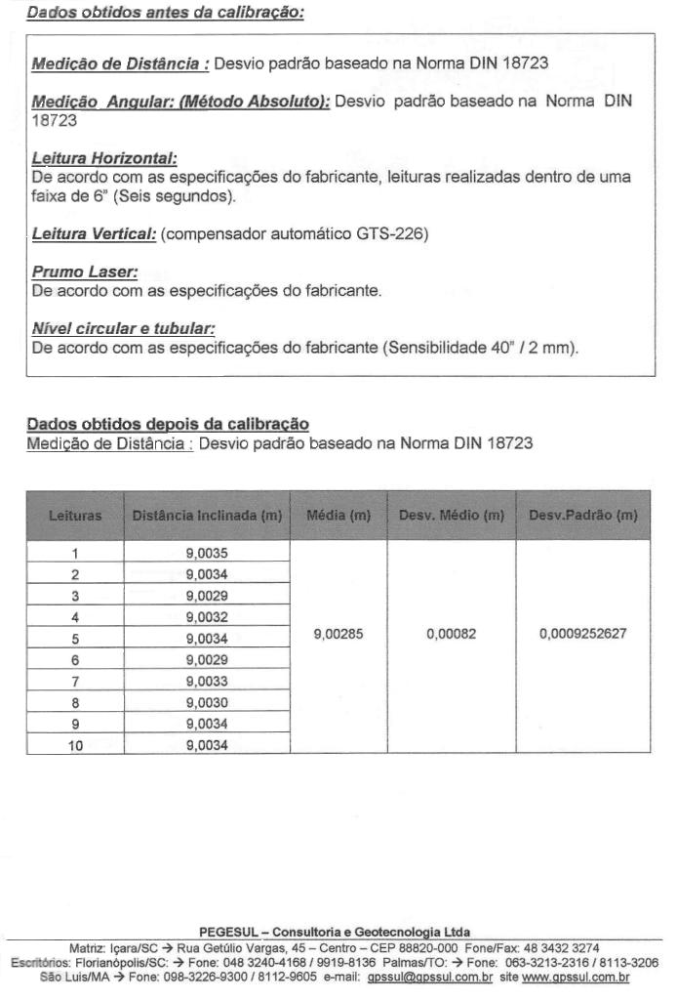 Dados obtidos antes da calibração:
Medição de Distância : Desvio padrão baseado na Norma DIN 18723
Medição Angular: (Método Absoluto): Desvio padrão baseado na Norma DIN
18723
Leitura Horizontal:
De acordo com as especificações do fabricante, leituras realizadas dentro de uma
faixa de 6” (Seis segundos).
Leitura Vertical: (compensador automático GTS-226)
Prumo Laser:
De acordo com as especificações do fabricante.
Nível circular e tubular:
De acordo com as especificações do fabricante (Sensibilidade 40” / 2 mm).
Dados obtidos depois da calibração
Medição de Distância : Desvio padrão baseado na Norma DIN 18723
Leituras Distância Inclinada (m) Média (m) Desv. Médio (m) Desv.Padrão (m)
1 9,0035
2 9,0034
3 9,0029
4 9,0032
5 9,0034 9,00285 0,00082 0,0009252627
6 9,0029
7 9,0033
8 9,0030
9 9,0034
10 9,0034
PEGESUL – Consultoria e Geotecnologia Ltda
Matriz: Içara/SC → Rua Getúlio Vargas, 45 – Centro – CEP 88820-000 Fone/Fax: 48 3432 3274
Escritórios: Florianópolis/SC: → Fone: 048 3240-4168 / 9919-8136 Palmas/TO: → Fone: 063-3213-2316 / 8113-3206
São Luis/MA → Fone: 098-3226-9300 / 8112-9605 e-mail: gpssul@gpssul.com.br site www.gpssul.com.br